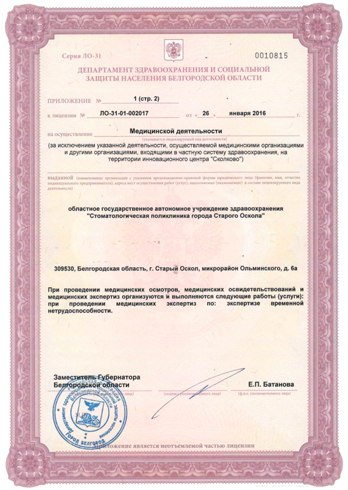 Серия ЛО-31
0010815
ДЕПАРТАМЕНТ ЗДРАВООХРАНЕНИЯ И СОЦИАЛЬНОЙ
ЗАЩИТЫ НАСЕЛЕНИЯ БЕЛГОРОДСКОЙ ОБЛАСТИ
ПРИЛОЖЕНИЕ № 1 (стр. 2)
к лицензии № ЛО-31-01-002017 от « 26 » января 2016
на осуществление Медицинской деятельности
(за исключением указанной деятельности, осуществляемой медицинскими организациями
и другими организациями, входящими в частную систему здравоохранения, на
территории инновационного центра "Сколково")
выданной
областное государственное автономное учреждение здравоохранения
"Стоматологическая поликлиника города Старого Оскола"
309530, Белгородская область, г. Старый Оскол, микрорайон Ольминского, д. 6а
При проведении медицинских осмотров, медицинских освидетельствований и
медицинских экспертиз организуются и выполняются следующие работы (услуги):
при проведении медицинских экспертиз по: экспертизе временной
нетрудоспособности.
Заместитель Губернатора
Белгородской области
Е.П. Батанова
ГОРОД БЕЛГОРОД
Приложение является неотъемлемой частью лицензии